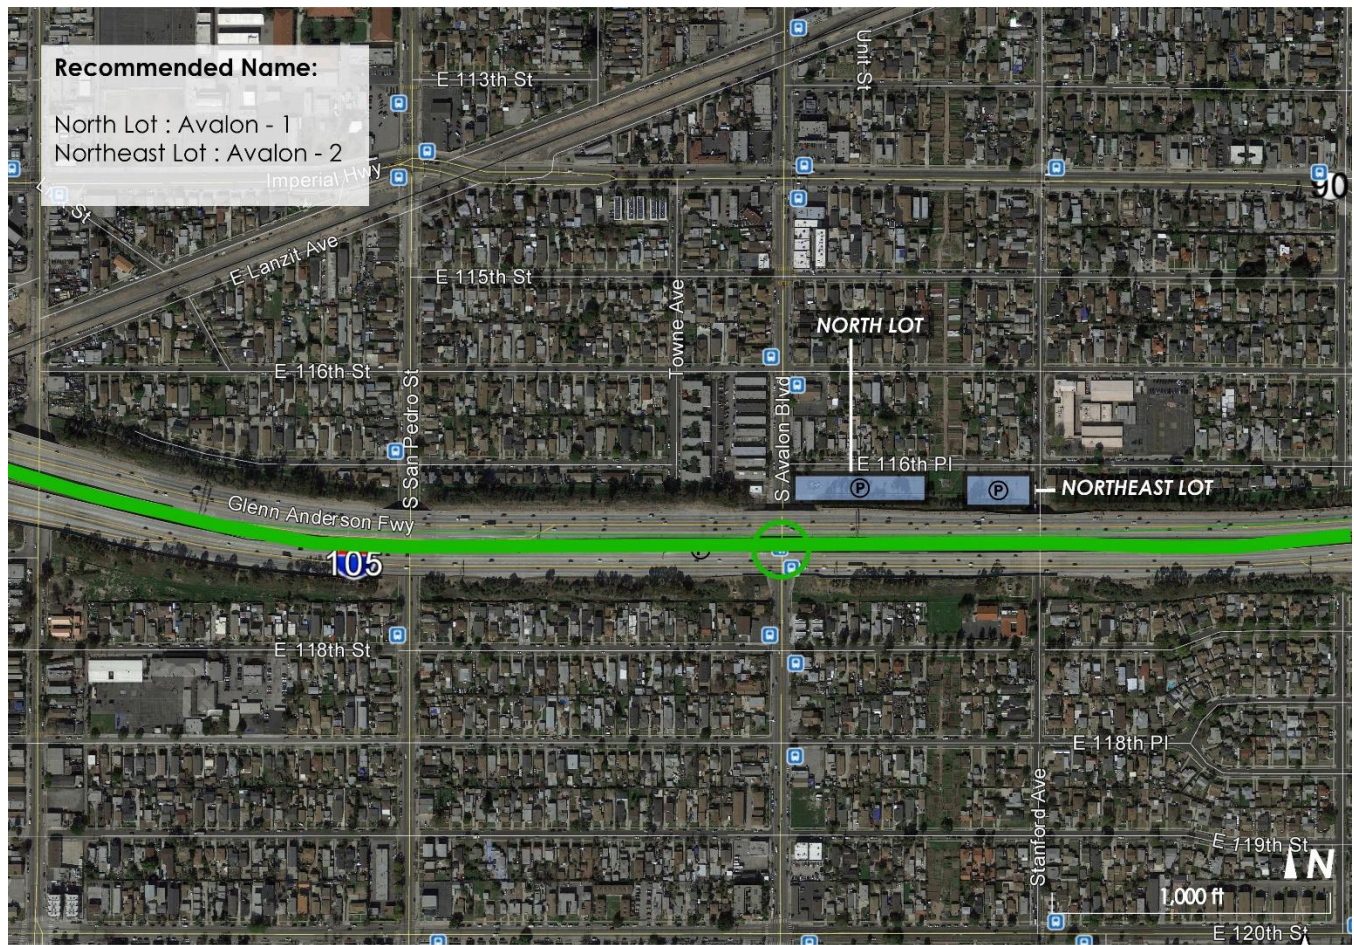 Recommended Name:
North Lot : Avalon - 1
Northeast Lot : Avalon - 2
E 113th St
Unit St
Imperial Hwy
90
St
E Lanzit Ave
E 115th St
Towne Ave
NORTH LOT
E 116th St
S San Pedro St
S Avalon Blvd
E 116th Pl
P
P
NORTHEAST LOT
Glenn Anderson Fwy
105
E 118th St
E 118th Pl
Stanford Ave
E 119th St
N
1,000 ft
E 120th St